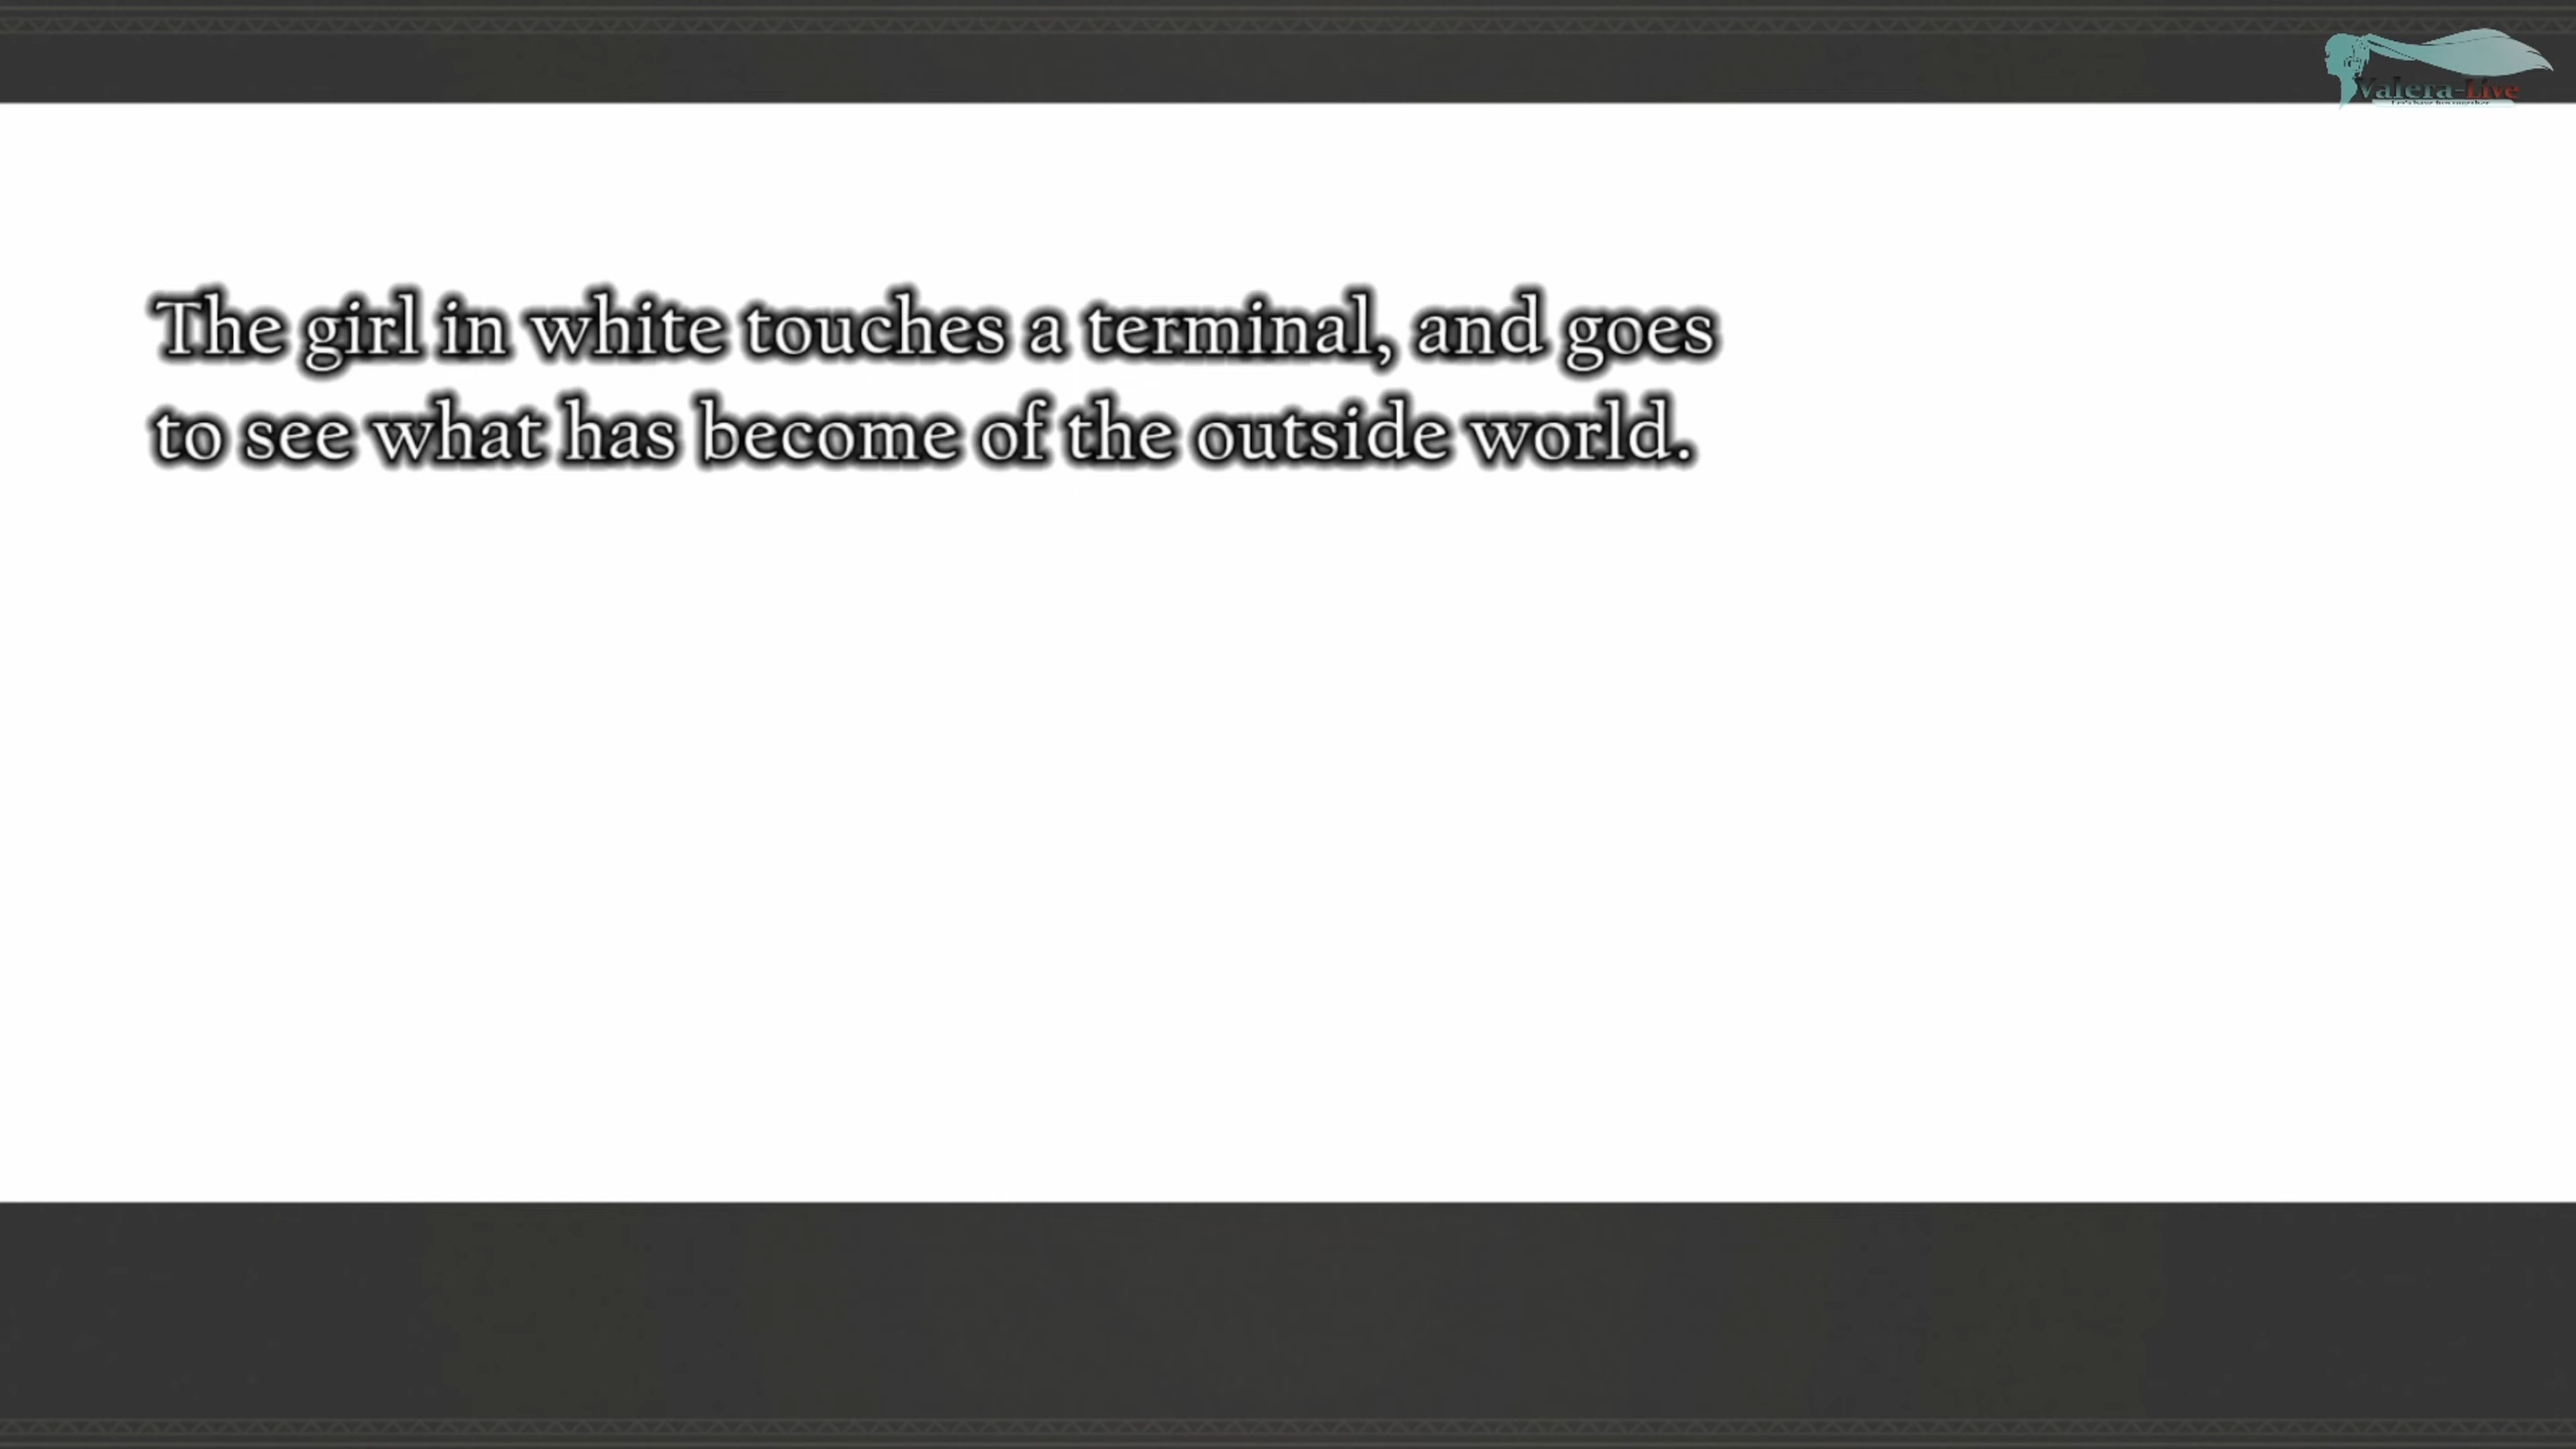 Valera-Live
The girl in white touches a terminal, and goes
to see what has become of the outside world.